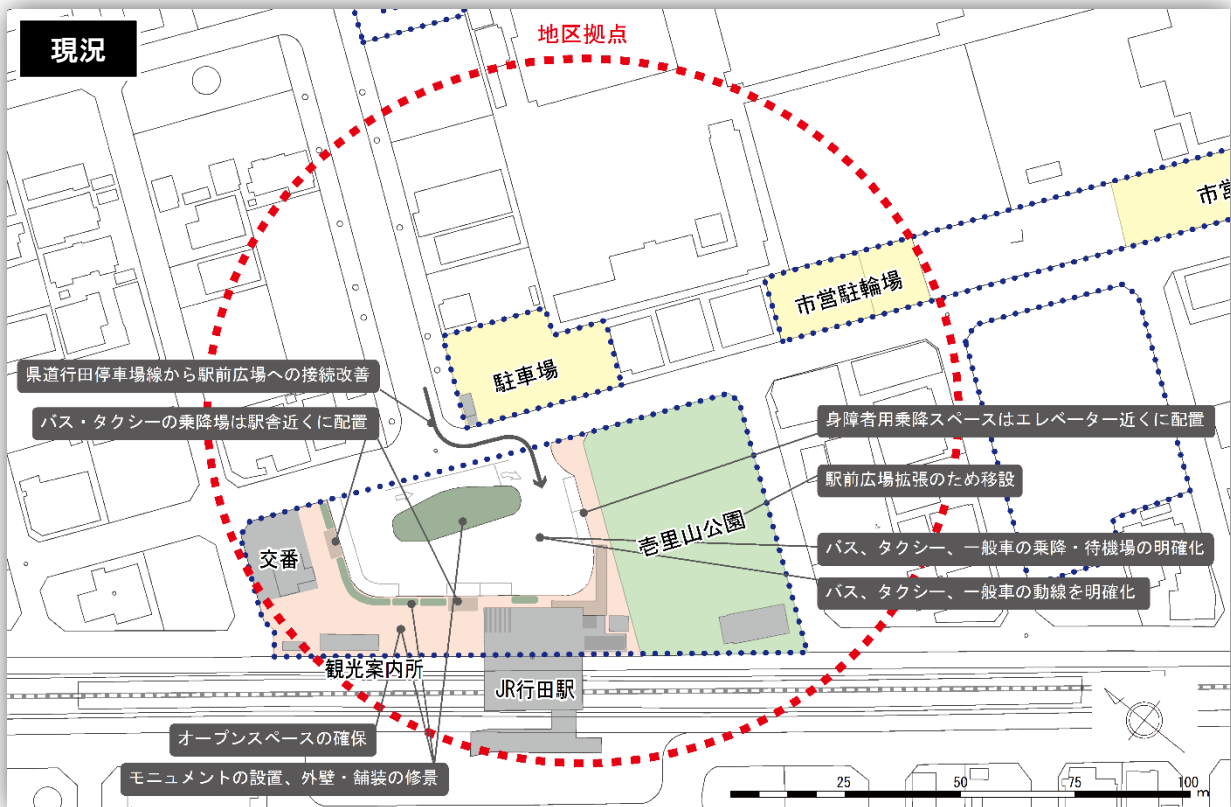 現況
地区拠点
市営
市営駐輪場
駐車場
県道行田停車場線から駅前広場への接続改善
バス・タクシーの乗降場は駅舎近くに配置
身障者用乗降スペースはエレベーター近くに配置
駅前広場拡張のため移設
壱里山公園
バス、タクシー、一般車の乗降・待機場の明確化
交番
バス、タクシー、一般車の動線を明確化
観光案内所
JR行田駅
オープンスペースの確保
モニュメントの設置、外壁・舗装の修景
25
50
75
100
m